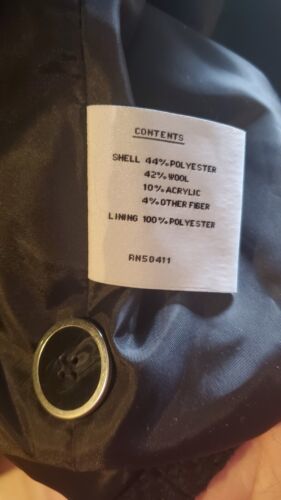 CONTENTS
SHELL 44% POLYESTER
42% WOOL
10% ACRYLIC
4% OTHER FIBER
LINING 100% POLYESTER
RN50411